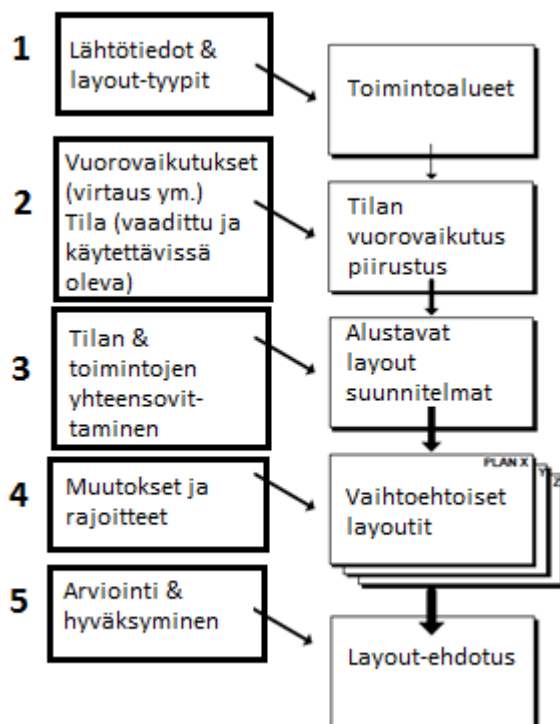 1
Lähtötiedot &
layout-tyypit
Toimintoalueet
2
Vuorovaikutukset
(virtaus ym.)
Tila (vaadittu ja
käytettävissä
oleva)
Tilan
vuorovaikutus
piirustus
3
Tilan &
toimintojen
yhteensovit-
taminen
Alustavat
layout
suunnitelmat
4
Muutokset ja
rajoitteet
PLAN X
Y
Z
Vaihtoehtoiset
layoutit
5
Arviointi &
hyväksyminen
Layout-ehdotus